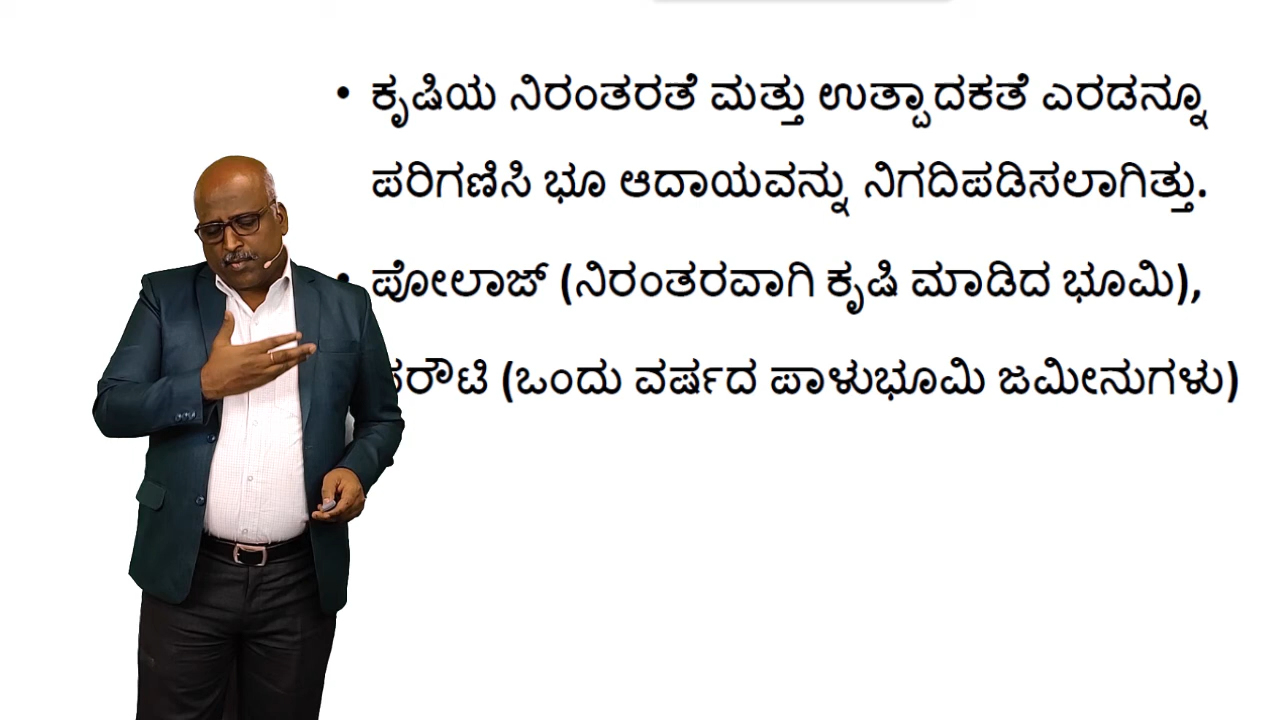 • ಕೃಷಿಯ ನಿರಂತರತೆ ಮತ್ತು ಉತ್ಪಾದಕತೆ ಎರಡನ್ನೂ
ಪರಿಗಣಿಸಿ ಭೂ ಆದಾಯವನ್ನು ನಿಗದಿಪಡಿಸಲಾಗಿತ್ತು.
• ಪೋಲಾಜ್ (ನಿರಂತರವಾಗಿ ಕೃಷಿ ಮಾಡಿದ ಭೂಮಿ),
(ಒಂದು ವರ್ಷದ ಪಾಳುಭೂಮಿ ಜಮೀನುಗಳು)